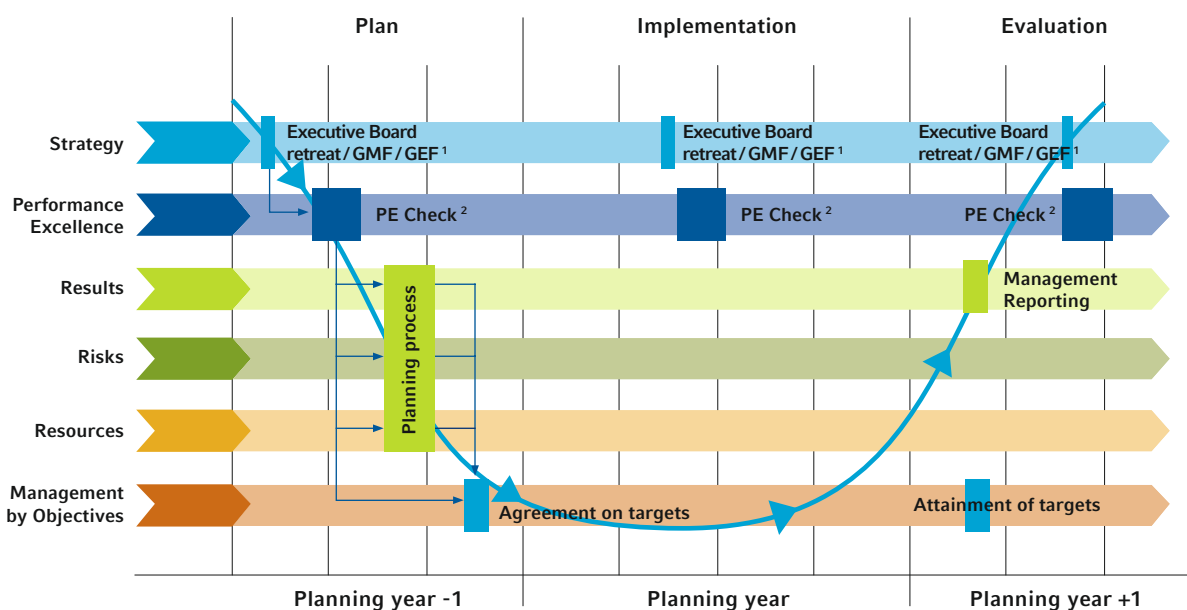 Plan
Implementation
Evaluation
Strategy
Executive Board
retreat / GMF / GEF ¹
Executive Board
retreat / GMF / GEF ¹
Executive Board
retreat / GMF / GEF ¹
Performance
Excellence
PE Check ²
PE Check ²
PE Check ²
Results
Planning process
Management
Reporting
Risks
Resources
Management
by Objectives
Agreement on targets
Attainment of targets
Planning year -1
Planning year
Planning year +1